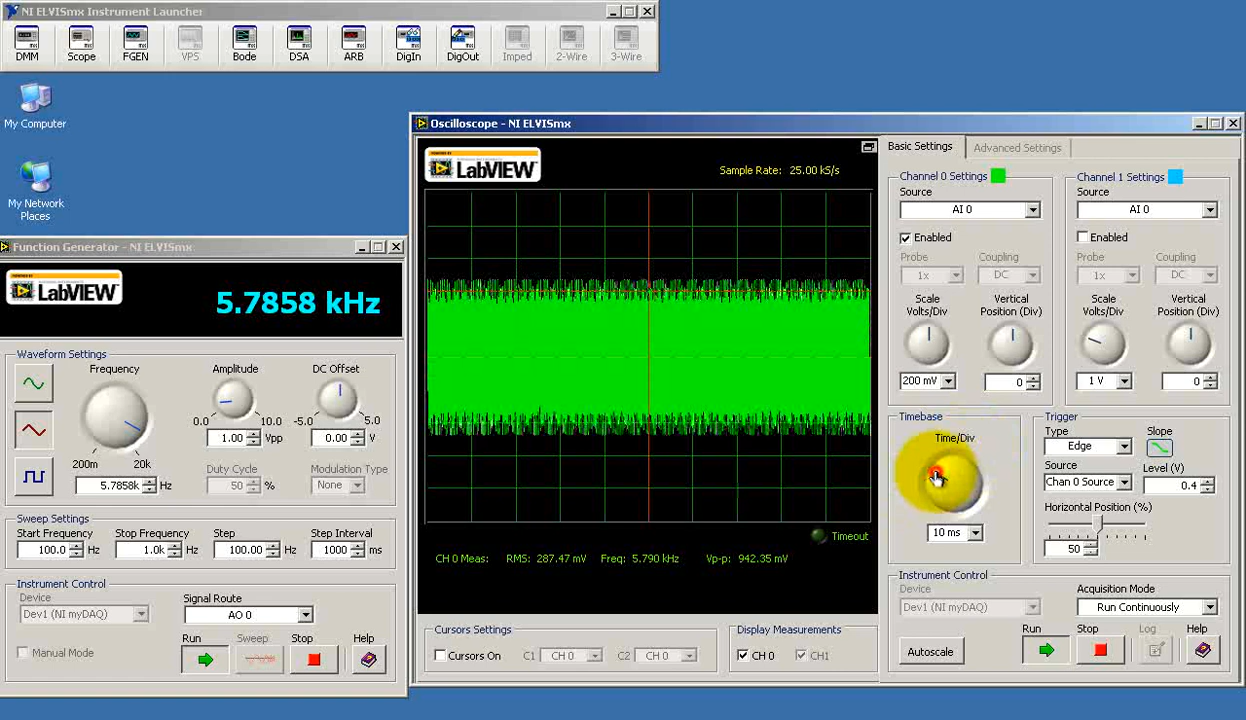 NI ELVISmx Instrument Launcher
DMM Scope FGEN VPS Bode DSA ARB DigIn DigOut Imped 2-Wire 3-Wire
My Computer
My Network
Places
Function Generator - NI ELVISmx
POWERED BY
LabVIEW
5.7858 kHz
Waveform Settings
Frequency
200m 20k
5.7858k Hz
Amplitude
0.0 10.0
1.00 Vpp
DC Offset
-5.0 5.0
0.00 V
Duty Cycle
50 %
Modulation Type
None
Sweep Settings
Start Frequency Stop Frequency Step Step Interval
100.0 Hz 1.0k Hz 100.00 Hz 1000 ms
Instrument Control
Device
Dev1 (NI myDAQ)
Signal Route
AO 0
Manual Mode
Run Sweep Stop Help
Oscilloscope - NI ELVISmx
POWERED BY
LabVIEW
Sample Rate: 25.00 kS/s
Timeout
CH 0 Meas: RMS: 287.47 mV Freq: 5.790 kHz Vp-p: 942.35 mV
Cursors Settings
Cursors On C1 CH 0 C2 CH 0
Display Measurements
CH 0 CH1
Basic Settings Advanced Settings
Channel 0 Settings
Source
AI 0
Enabled
Probe Coupling
1x DC
Scale
Volts/Div
Vertical
Position (Div)
200 mV 0
Channel 1 Settings
Source
AI 0
Enabled
Probe Coupling
1x DC
Scale
Volts/Div
Vertical
Position (Div)
1 V 0
Timebase
Time/Div
10 ms
Trigger
Type Slope
Edge
Source Level (V)
Chan 0 Source 0.4
Horizontal Position (%)
50
Instrument Control
Device
Dev1 (NI myDAQ)
Acquisition Mode
Run Continuously
Autoscale
Run Stop Log Help